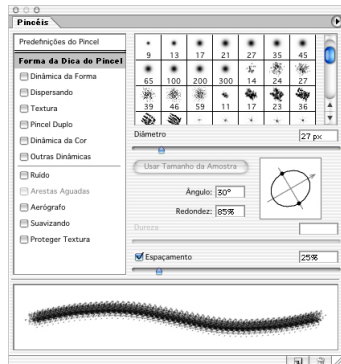 Pincéis
Predefinições do Pincel
Forma da Dica do Pincel
Dinâmica da Forma
Dispersando
Textura
Pincel Duplo
Dinâmica da Cor
Outras Dinâmicas
Ruído
Arestas Aguadas
Aerógrafo
Suavizando
Proteger Textura
9 13 17 21 27 35 45
65 100 200 300 14 24 27
39 46 59 11 17 23 36
Diâmetro 27 px
Usar Tamanho da Amostra
Ângulo: 30°
Redondez: 85%
Dureza
Espaçamento 25%